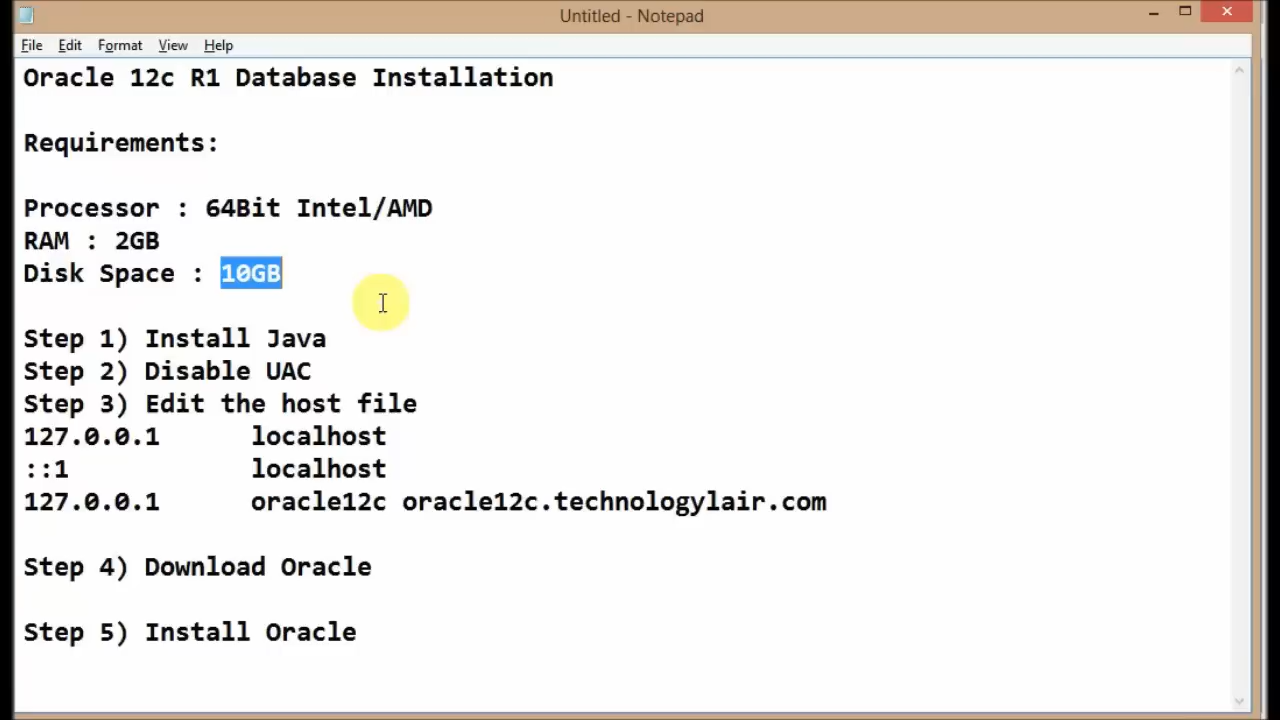 Untitled - Notepad
File Edit Format View Help
Oracle 12c R1 Database Installation
Requirements:
Processor : 64Bit Intel/AMD
RAM : 2GB
Disk Space : 10GB
Step 1) Install Java
Step 2) Disable UAC
Step 3) Edit the host file
127.0.0.1 localhost
::1 localhost
127.0.0.1 oracle12c oracle12c.technologylair.com
Step 4) Download Oracle
Step 5) Install Oracle